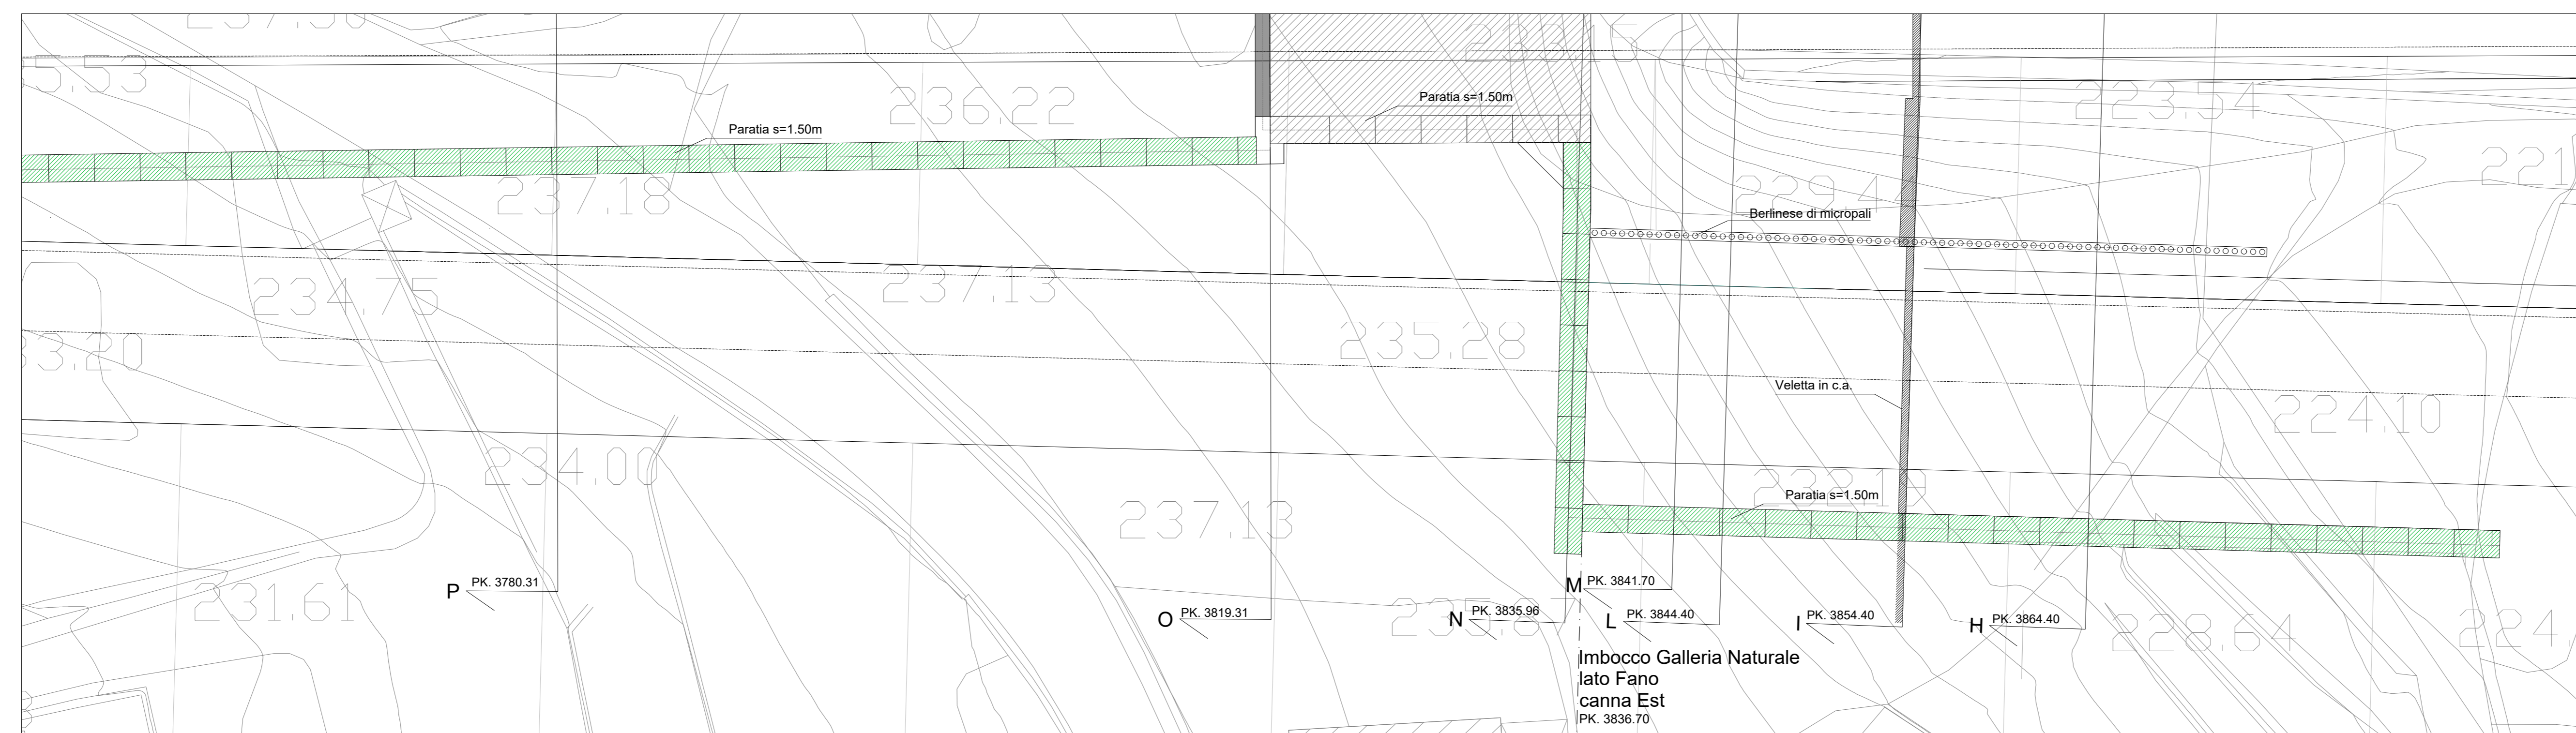 236.22
223.54
Paratia s=1.50m
Paratia s=1.50m
237.18
Berlinese di micropali
234.75
237.13
235.28
Veletta in c.a.
224.10
234.00
Paratia s=1.50m
237.13
231.61
P PK. 3780.31
O PK. 3819.31
N PK. 3835.96
M PK. 3841.70
L PK. 3844.40
I PK. 3854.40
H PK. 3864.40
228.64
Imbocco Galleria Naturale
lato Fano
canna Est
PK. 3836.70